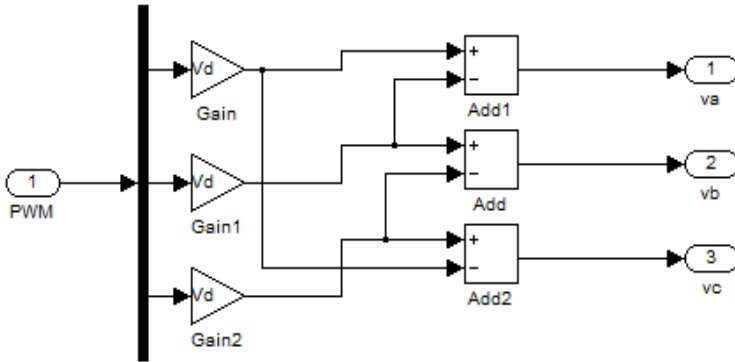 Vd
Gain
+
−
Add1
1
va
1
PWM
Vd
Gain1
+
−
Add
2
vb
Vd
Gain2
+
−
Add2
3
vc